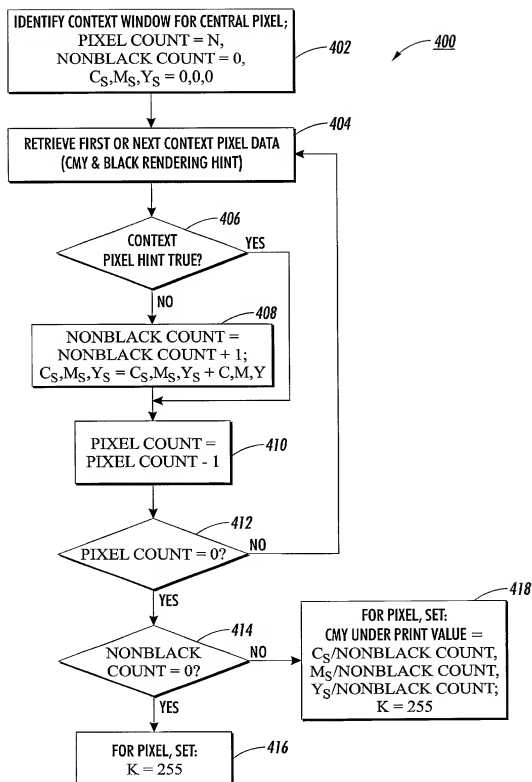 IDENTIFY CONTEXT WINDOW FOR CENTRAL PIXEL;
PIXEL COUNT = N,
NONBLACK COUNT = 0,
CS,MS,YS = 0,0,0
402
400
RETRIEVE FIRST OR NEXT CONTEXT PIXEL DATA
(CMY & BLACK RENDERING HINT)
404
CONTEXT
PIXEL HINT TRUE?
406
YES
NO
NONBLACK COUNT =
NONBLACK COUNT + 1;
CS,MS,YS = CS,MS,YS + C,M,Y
408
PIXEL COUNT =
PIXEL COUNT - 1
410
PIXEL COUNT = 0?
412
NO
YES
NONBLACK
COUNT = 0?
414
NO
YES
FOR PIXEL, SET:
CMY UNDER PRINT VALUE =
CS/NONBLACK COUNT,
MS/NONBLACK COUNT,
YS/NONBLACK COUNT;
K = 255
418
FOR PIXEL, SET:
K = 255
416